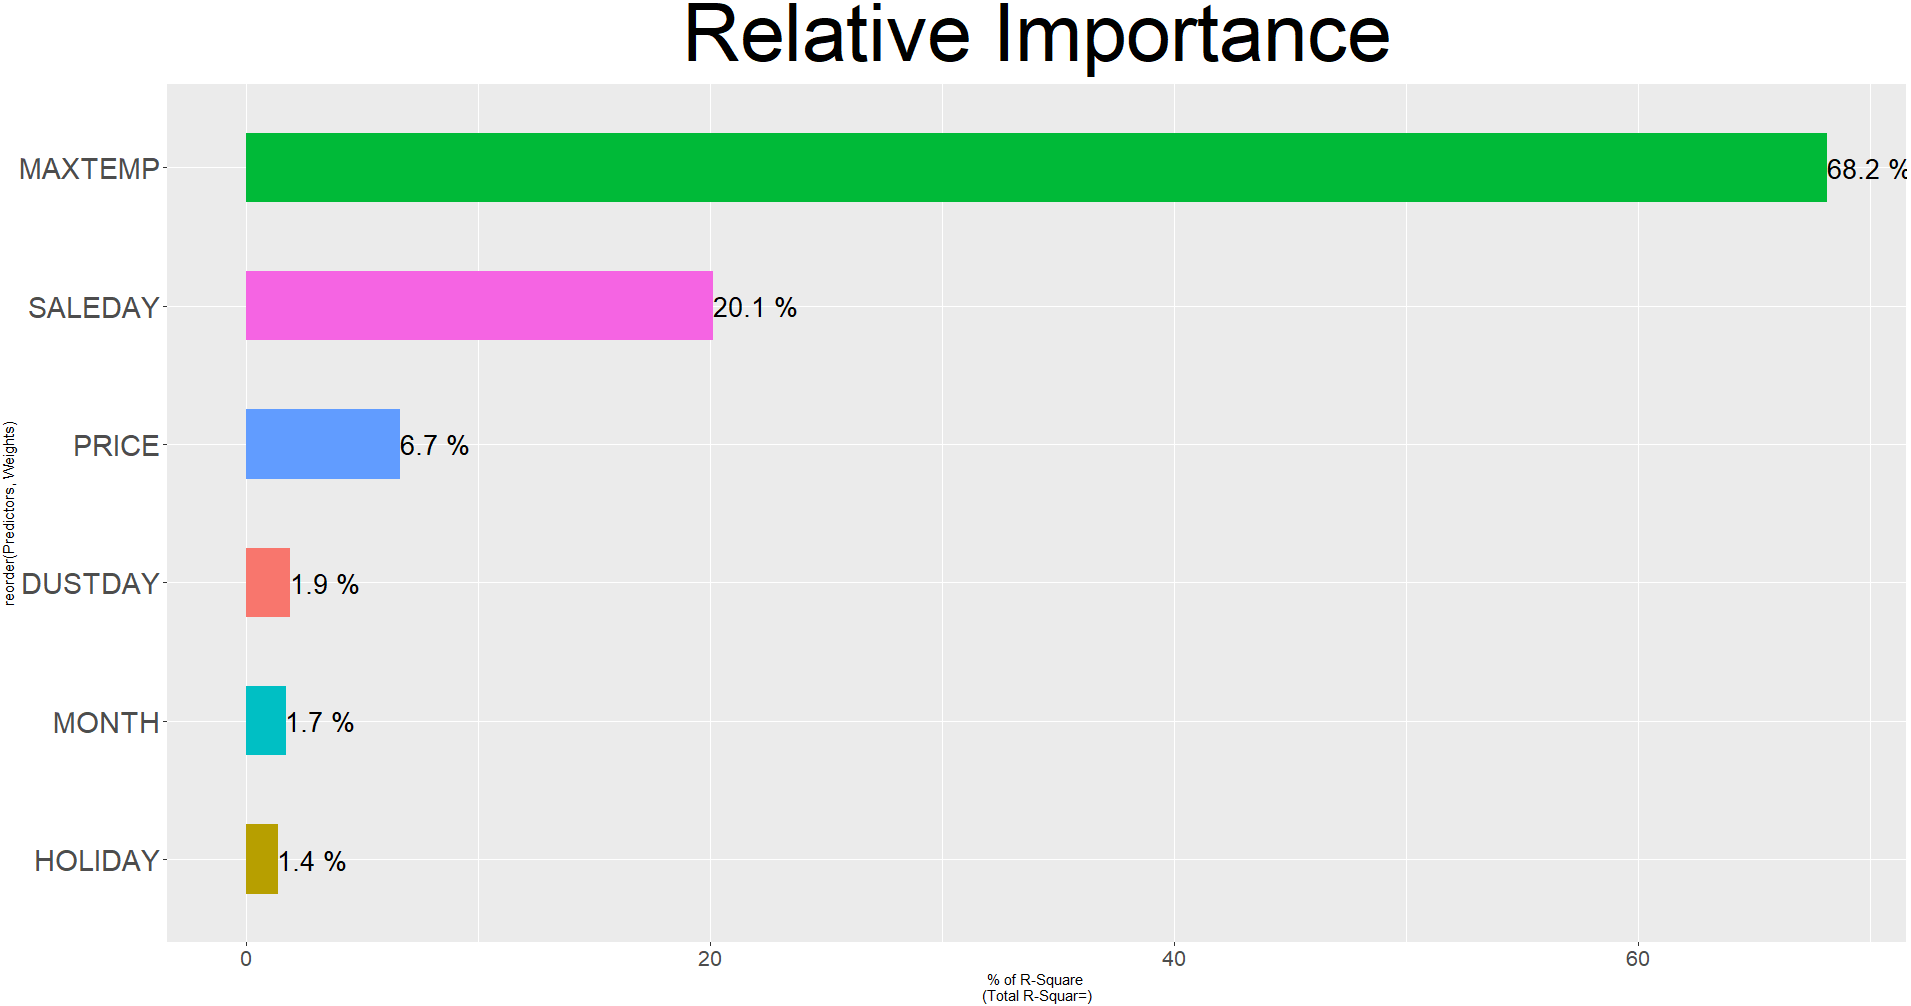 Relative Importance
MAXTEMP
68.2 %
SALEDAY
20.1 %
PRICE
6.7 %
DUSTDAY
1.9 %
MONTH
1.7 %
HOLIDAY
1.4 %
reorder(Predictors, Weights)
0 20 40 60
% of R-Square
(Total R-Squar=)